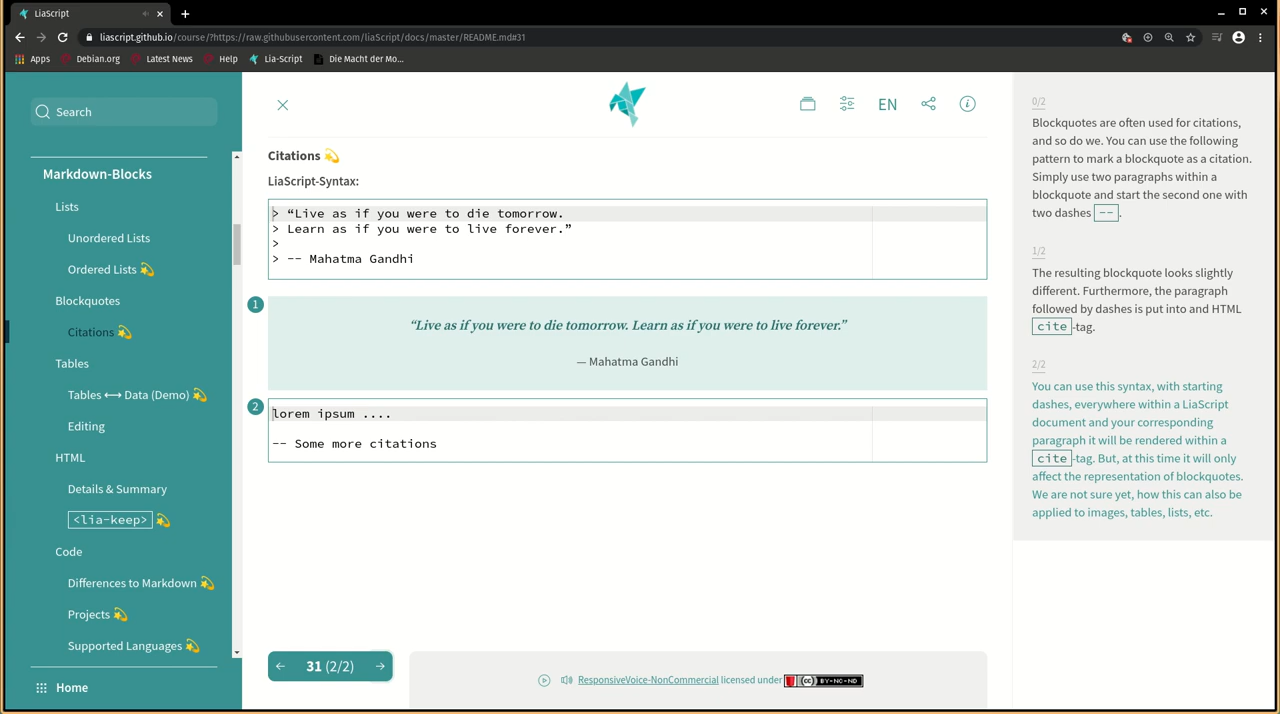 LiaScript
liascript.github.io/course/?https://raw.githubusercontent.com/liaScript/docs/master/README.md#31
Apps Debian.org Latest News Help Lia-Script Die Macht der Mo...
Search
Markdown-Blocks
Lists
Unordered Lists
Ordered Lists 💫
Blockquotes
Citations 💫
Tables
Tables ⟷ Data (Demo) 💫
Editing
HTML
Details & Summary
<lia-keep> 💫
Code
Differences to Markdown 💫
Projects 💫
Supported Languages 💫
Home
EN
Citations 💫
LiaScript-Syntax:
> “Live as if you were to die tomorrow.
> Learn as if you were to live forever.”
>
> -- Mahatma Gandhi
1
“Live as if you were to die tomorrow. Learn as if you were to live forever.”
— Mahatma Gandhi
2
lorem ipsum ....
-- Some more citations
31 (2/2)
ResponsiveVoice-NonCommercial licensed under
cc BY-NC-ND
0/2
Blockquotes are often used for citations,
and so do we. You can use the following
pattern to mark a blockquote as a citation.
Simply use two paragraphs within a
blockquote and start the second one with
two dashes --.
1/2
The resulting blockquote looks slightly
different. Furthermore, the paragraph
followed by dashes is put into and HTML
cite-tag.
2/2
You can use this syntax, with starting
dashes, everywhere within a LiaScript
document and your corresponding
paragraph it will be rendered within a
cite-tag. But, at this time it will only
affect the representation of blockquotes.
We are not sure yet, how this can also be
applied to images, tables, lists, etc.